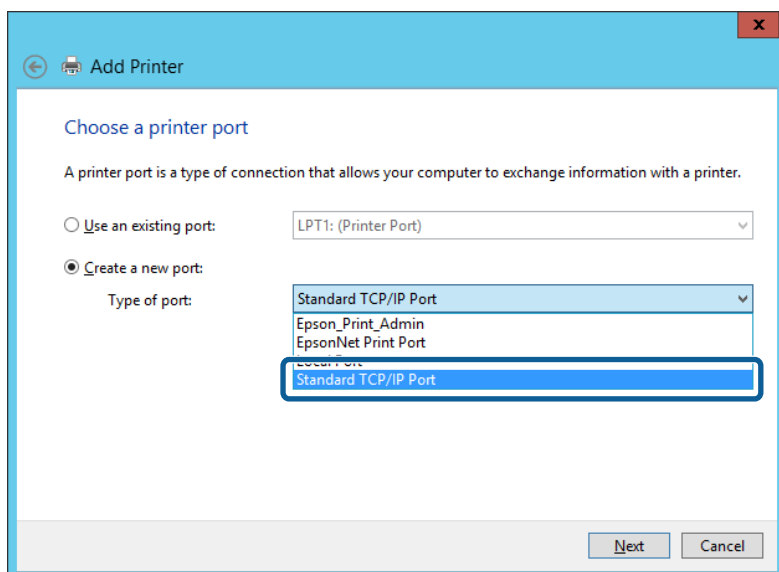 x
Add Printer
Choose a printer port
A printer port is a type of connection that allows your computer to exchange information with a printer.
Use an existing port: LPT1: (Printer Port)
Create a new port:
Type of port: Standard TCP/IP Port
Epson_Print_Admin
EpsonNet Print Port
Local Port
Standard TCP/IP Port
Next Cancel